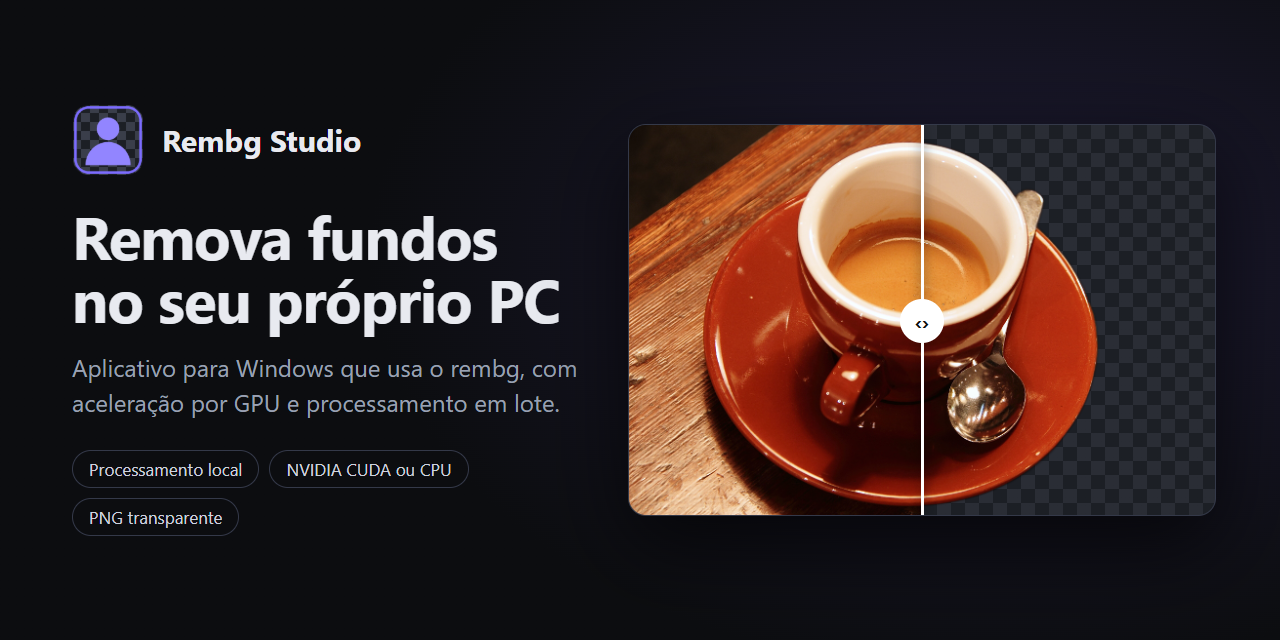 Rembg Studio
Remova fundos
no seu próprio PC
Aplicativo para Windows que usa o rembg, com
aceleração por GPU e processamento em lote.
Processamento local
NVIDIA CUDA ou CPU
PNG transparente